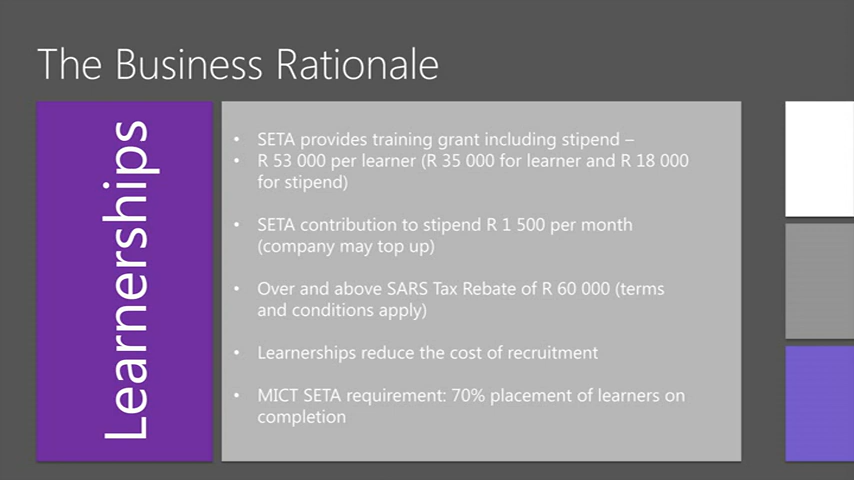 The Business Rationale
Learnerships
• SETA provides training grant including stipend –
• R 53 000 per learner (R 35 000 for learner and R 18 000
for stipend)
• SETA contribution to stipend R 1 500 per month
(company may top up)
• Over and above SARS Tax Rebate of R 60 000 (terms
and conditions apply)
• Learnerships reduce the cost of recruitment
• MICT SETA requirement: 70% placement of learners on
completion